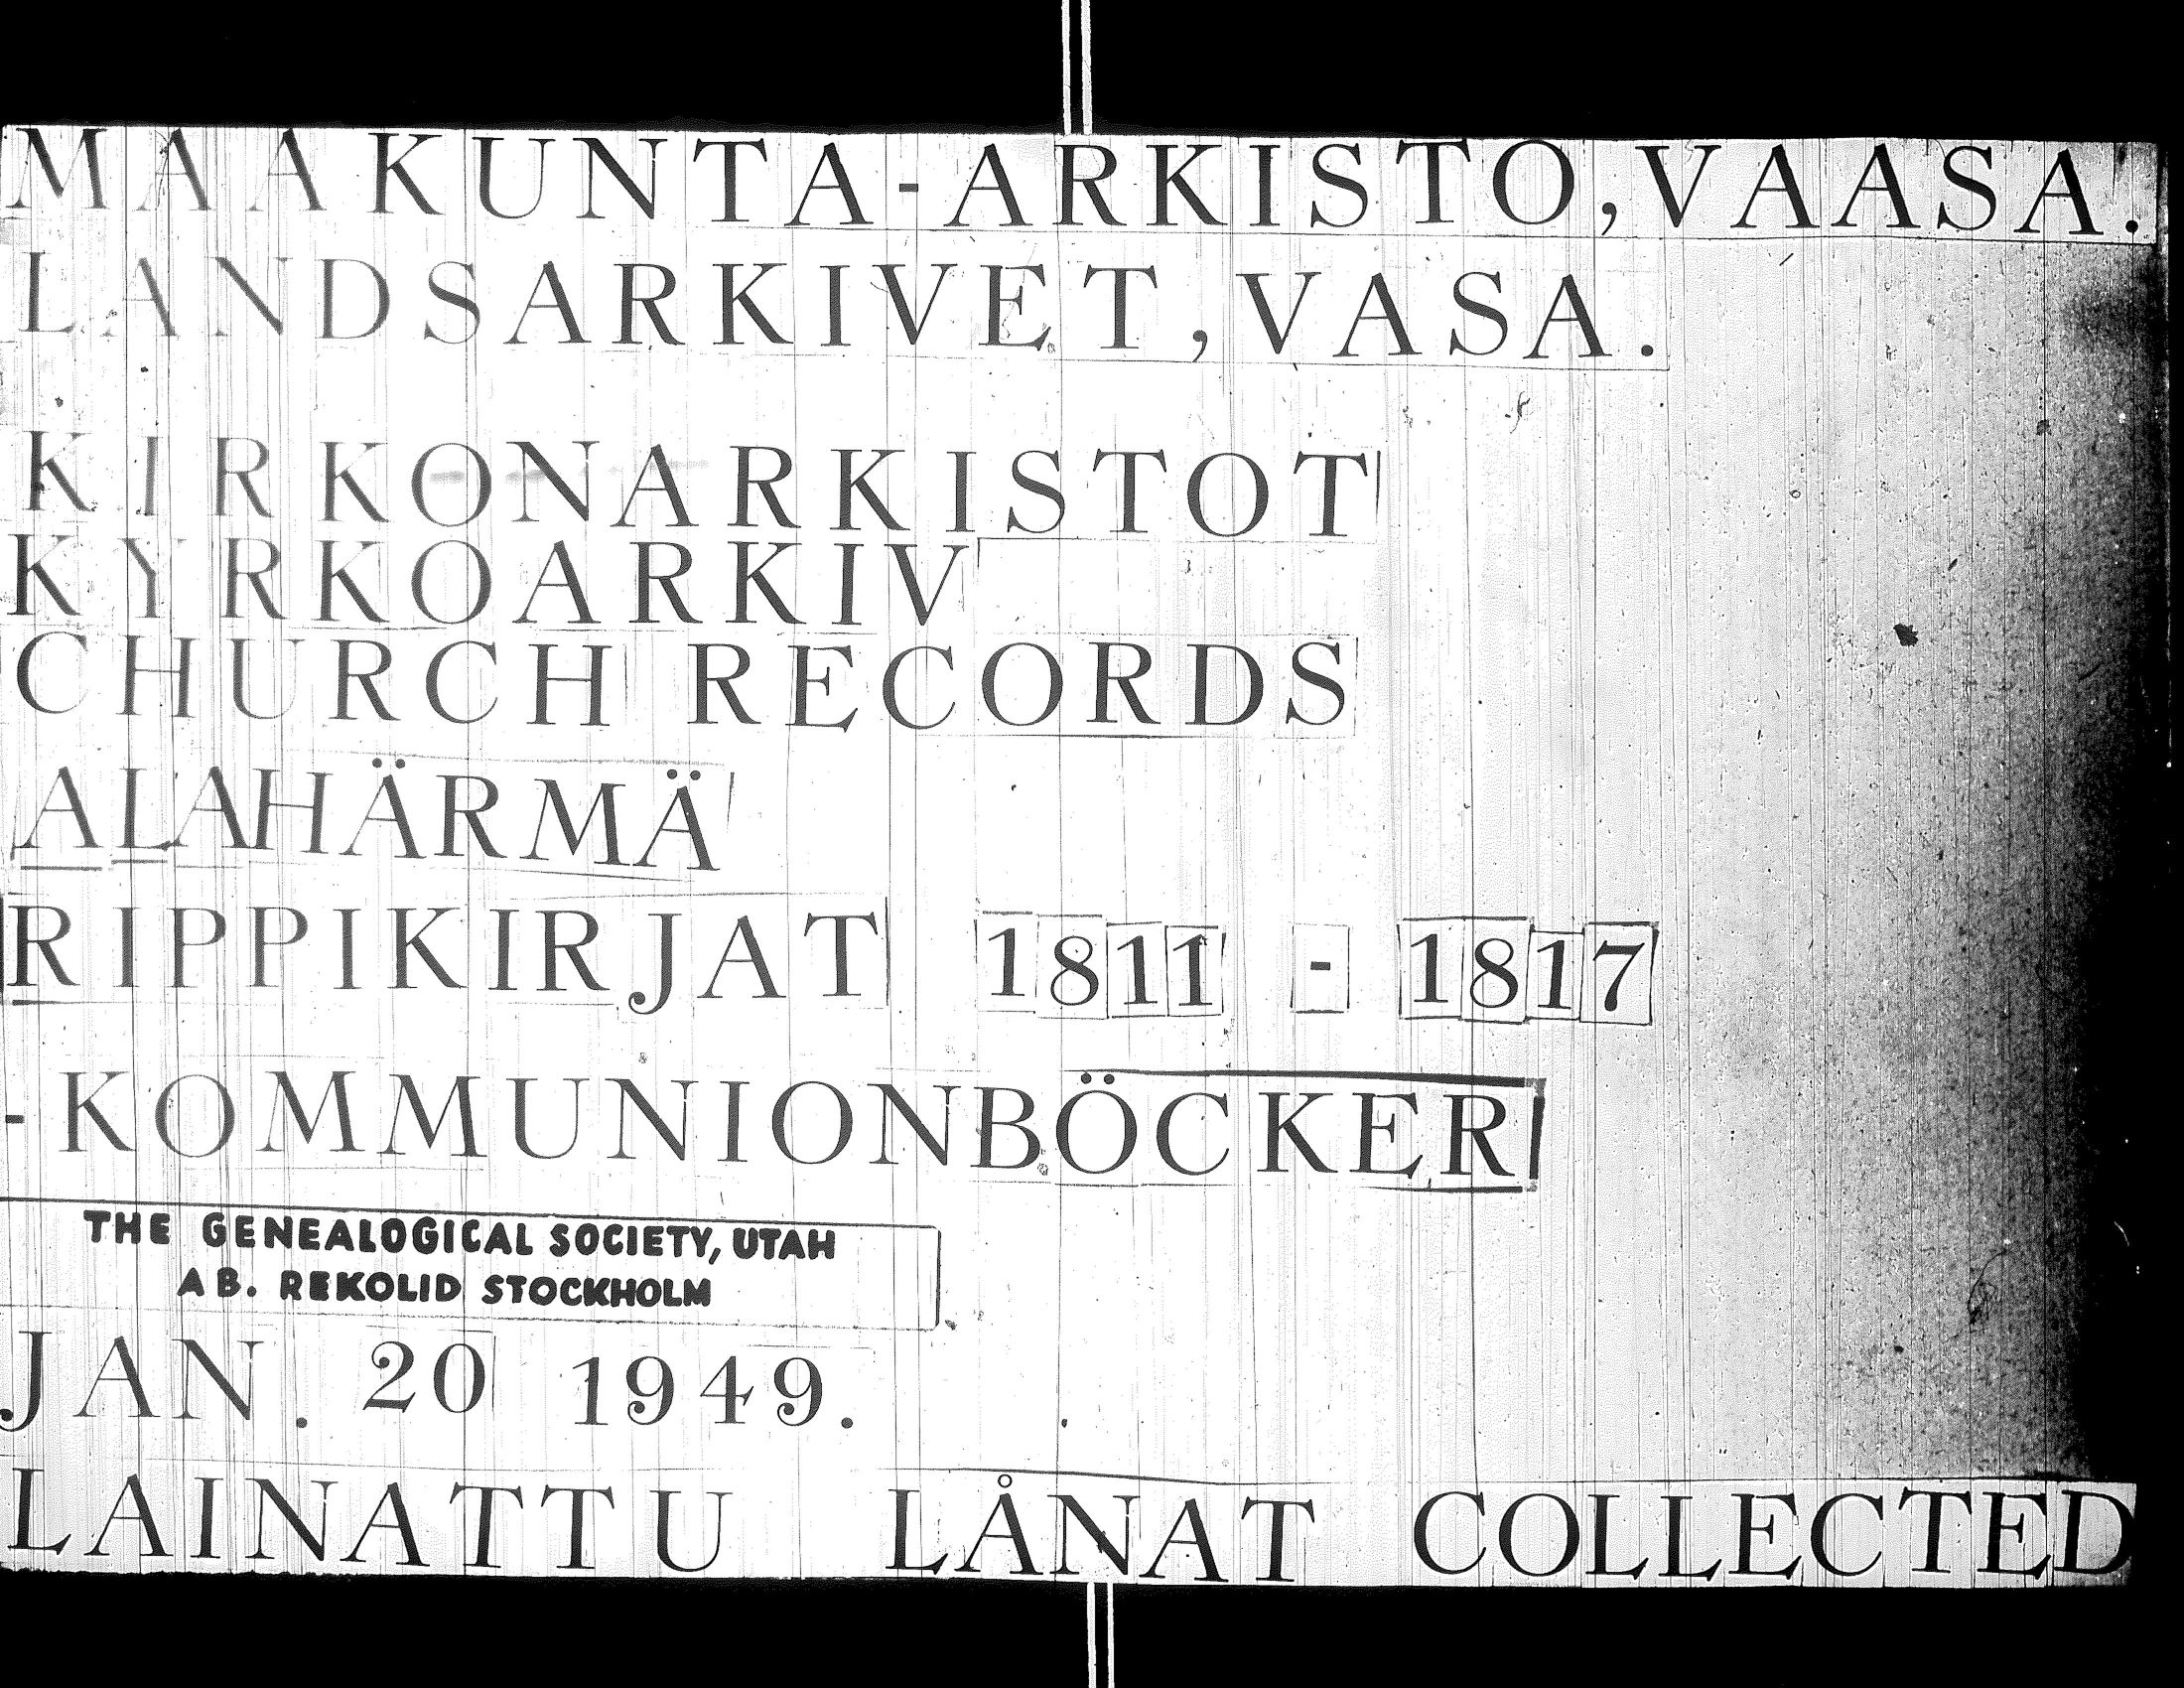 MAAKUNTA-ARKISTO, VAASA.
LANDSARKIVET, VASA.
KIRKONARKISTOT
KYRKOARKIV
CHURCH RECORDS
ALAHÄRMÄ
RIPPIKIRJAT 1811 - 1817
-KOMMUNIONBÖCKER
THE GENEALOGICAL SOCIETY, UTAH
AB. REKOLID STOCKHOLM
JAN. 20 1949.
LAINATTU LÅNAT COLLECTED